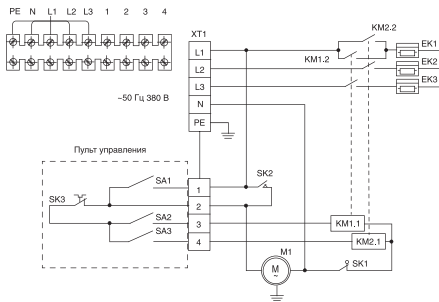 PE N L1 L2 L3 1 2 3 4
~50 Гц 380 В
XT1
L1
L2
L3
N
PE
1
2
3
4
KM2.2
KM1.2
EK1
EK2
EK3
Пульт управления
SK3
SA1
SA2
SA3
SK2
KM1.1
KM2.1
M1
M
~
SK1